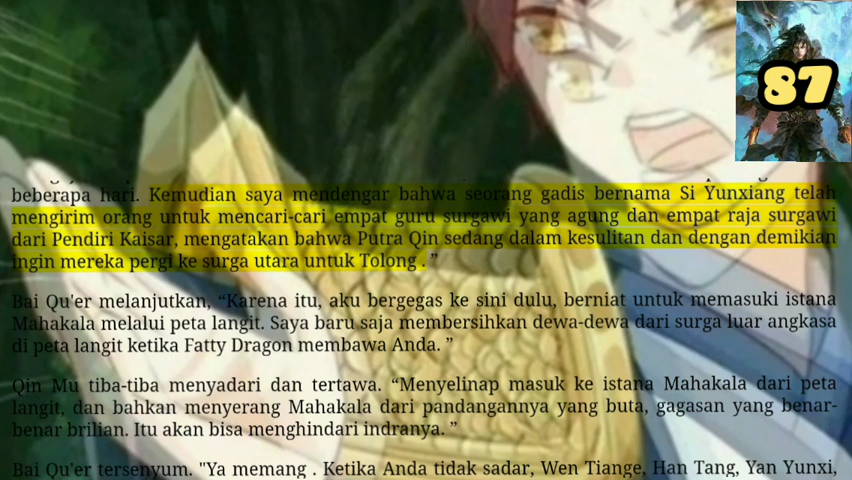 87
beberapa hari. Kemudian saya mendengar bahwa seorang gadis bernama Si Yunxiang telah
mengirim orang untuk mencari-cari empat guru surgawi yang agung dan empat raja surgawi
dari Pendiri Kaisar, mengatakan bahwa Putra Qin sedang dalam kesulitan dan dengan demikian
ingin mereka pergi ke surga utara untuk Tolong . ”
Bai Qu'er melanjutkan, “Karena itu, aku bergegas ke sini dulu, berniat untuk memasuki istana
Mahakala melalui peta langit. Saya baru saja membersihkan dewa-dewa dari surga luar angkasa
di peta langit ketika Fatty Dragon membawa Anda. ”
Qin Mu tiba-tiba menyadari dan tertawa. “Menyelinap masuk ke istana Mahakala dari peta
langit, dan bahkan menyerang Mahakala dari pandangannya yang buta, gagasan yang benar-
benar brilian. Itu akan bisa menghindari indranya. ”
Bai Qu'er tersenyum. "Ya memang . Ketika Anda tidak sadar, Wen Tiange, Han Tang, Yan Yunxi,